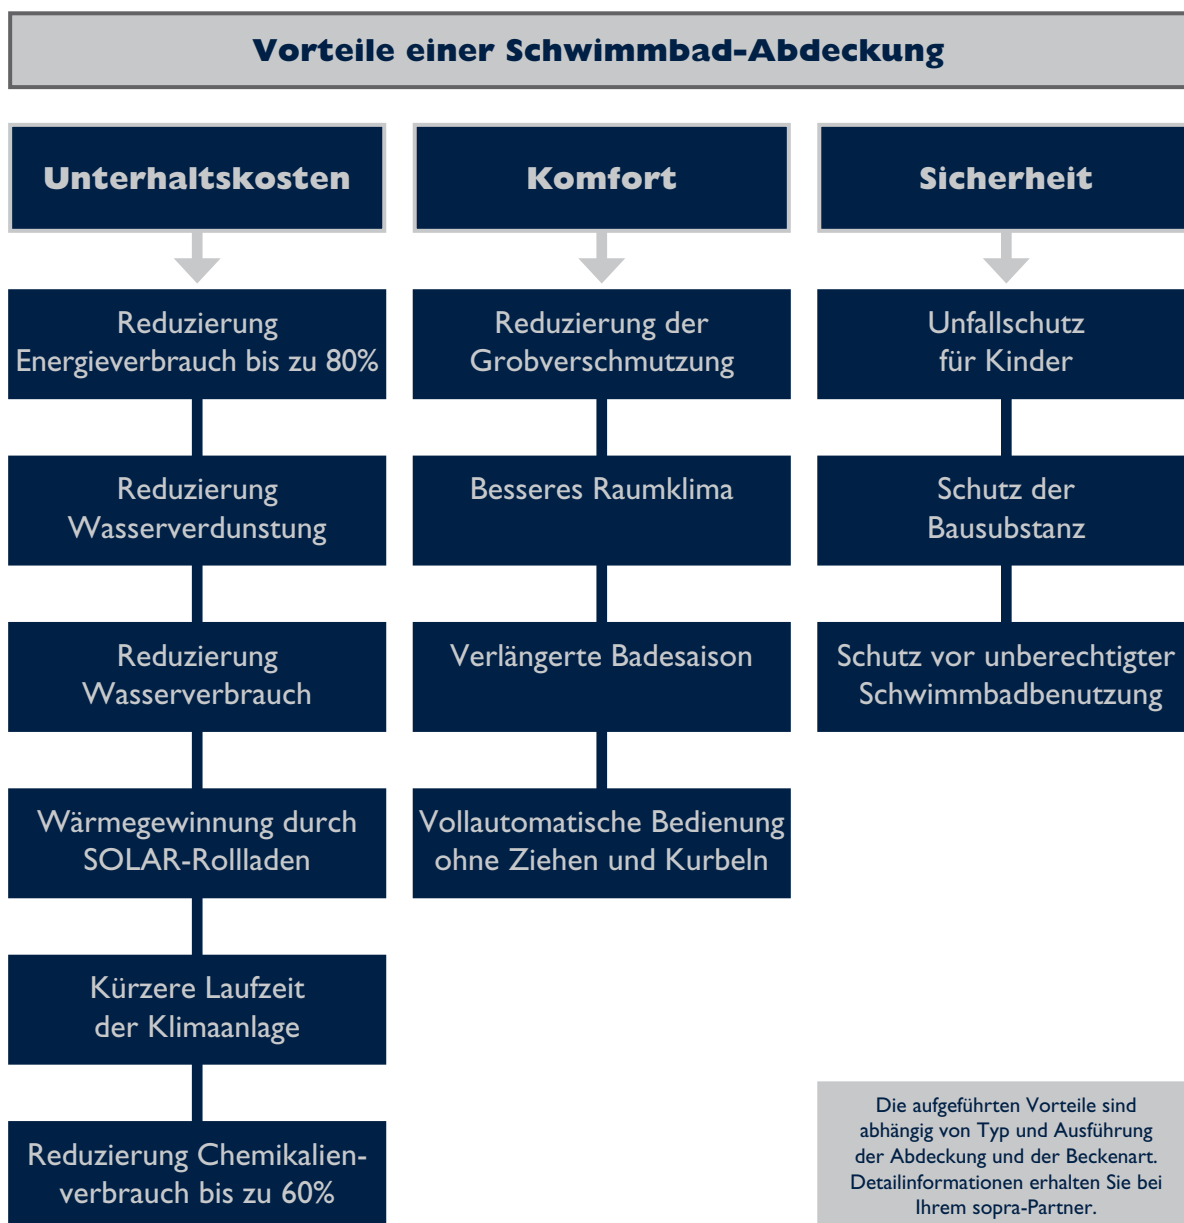 Vorteile einer Schwimmbad-Abdeckung
Unterhaltskosten
Reduzierung
Energieverbrauch bis zu 80%
Reduzierung
Wasserverdunstung
Reduzierung
Wasserverbrauch
Wärmegewinnung durch
SOLAR-Rollladen
Kürzere Laufzeit
der Klimaanlage
Reduzierung Chemikalien-
verbrauch bis zu 60%
Komfort
Reduzierung der
Grobverschmutzung
Besseres Raumklima
Verlängerte Badesaison
Vollautomatische Bedienung
ohne Ziehen und Kurbeln
Sicherheit
Unfallschutz
für Kinder
Schutz der
Bausubstanz
Schutz vor unberechtigter
Schwimmbadbenutzung
Die aufgeführten Vorteile sind
abhängig von Typ und Ausführung
der Abdeckung und der Beckenart.
Detailinformationen erhalten Sie bei
Ihrem sopra-Partner.